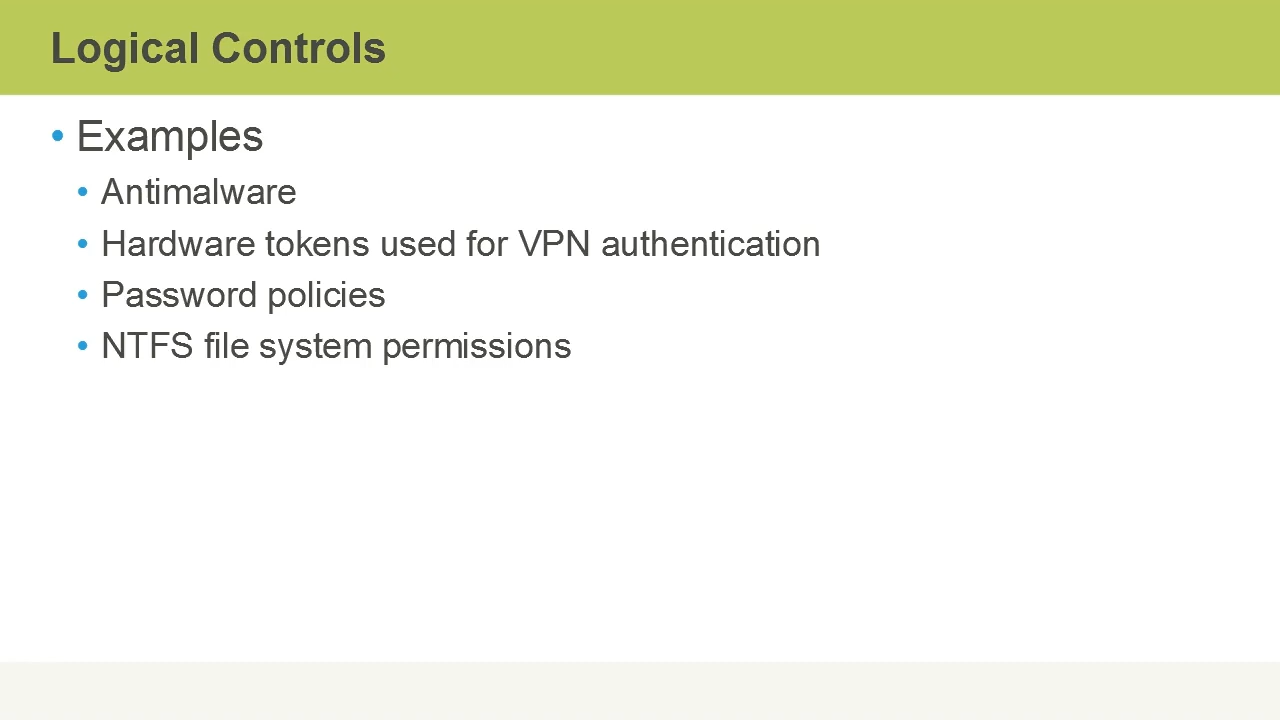 Logical Controls
• Examples
• Antimalware
• Hardware tokens used for VPN authentication
• Password policies
• NTFS file system permissions